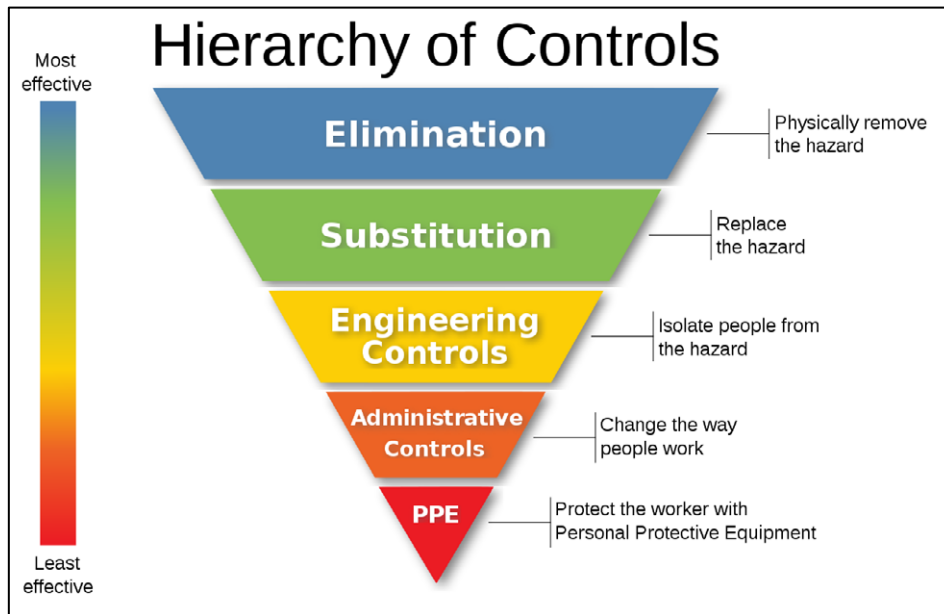 Hierarchy of Controls
Most
effective
Elimination
Physically remove
the hazard
Substitution
Replace
the hazard
Engineering
Controls
Isolate people from
the hazard
Administrative
Controls
Change the way
people work
PPE
Protect the worker with
Personal Protective Equipment
Least
effective